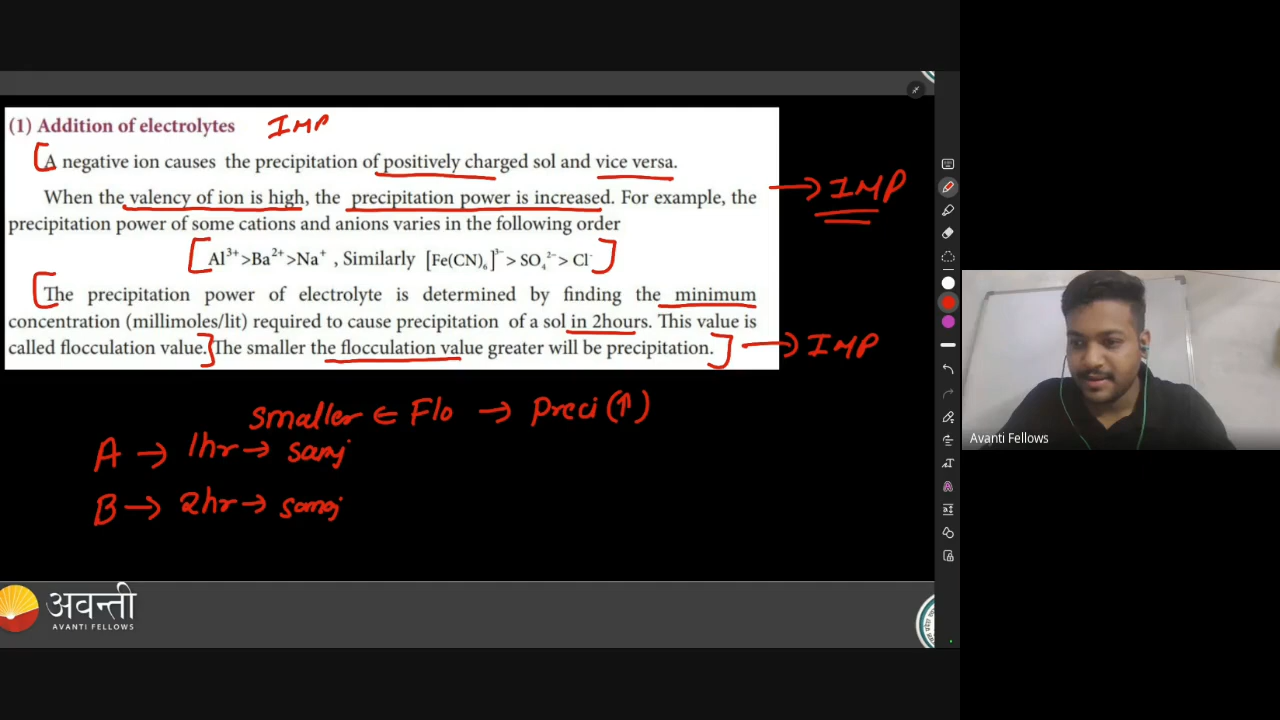 (1) Addition of electrolytes IMP
A negative ion causes the precipitation of positively charged sol and vice versa.
When the valency of ion is high, the precipitation power is increased. For example, the → IMP
precipitation power of some cations and anions varies in the following order
[Al³⁺>Ba²⁺>Na⁺ , Similarly [Fe(CN)₆]³⁻ > SO₄²⁻ > Cl⁻]
[The precipitation power of electrolyte is determined by finding the minimum
concentration (millimoles/lit) required to cause precipitation of a sol in 2hours. This value is
called flocculation value.] The smaller the flocculation value greater will be precipitation.] → IMP
smaller ∈ Flo → Preci (↑)
A → 1hr → samj
B → 2hr →
Avanti Fellows
अवन्ती
AVANTI FELLOWS